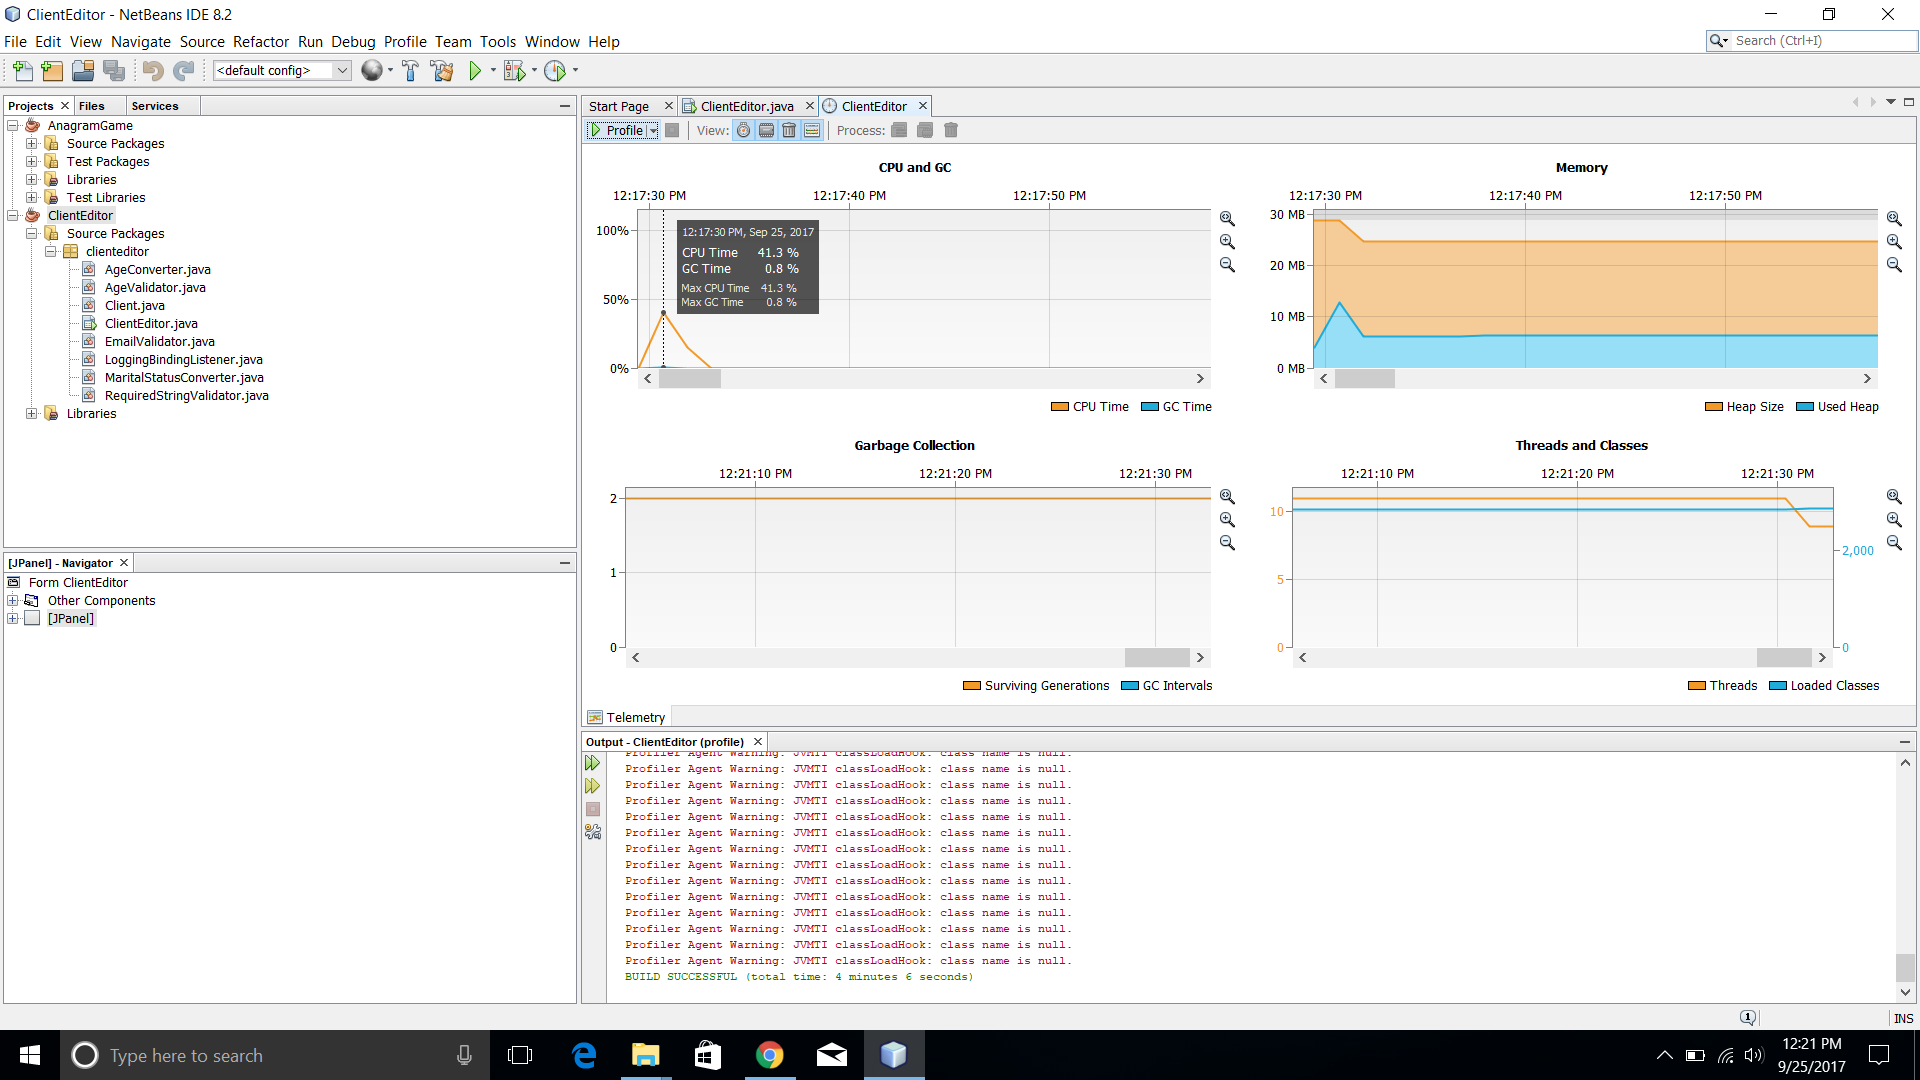 ClientEditor - NetBeans IDE 8.2
File Edit View Navigate Source Refactor Run Debug Profile Team Tools Window Help
Search (Ctrl+I)
<default config>
Projects Files Services
AnagramGame
Source Packages
Test Packages
Libraries
Test Libraries
ClientEditor
Source Packages
clienteditor
AgeConverter.java
AgeValidator.java
Client.java
ClientEditor.java
EmailValidator.java
LoggingBindingListener.java
MaritalStatusConverter.java
RequiredStringValidator.java
Libraries
[JPanel] - Navigator
Form ClientEditor
Other Components
[JPanel]
Start Page ClientEditor.java ClientEditor
Profile View: Process:
CPU and GC
12:17:30 PM 12:17:40 PM 12:17:50 PM
100%
50%
0%
12:17:30 PM, Sep 25, 2017
CPU Time 41.3 %
GC Time 0.8 %
Max CPU Time 41.3 %
Max GC Time 0.8 %
CPU Time GC Time
Memory
12:17:30 PM 12:17:40 PM 12:17:50 PM
30 MB
20 MB
10 MB
0 MB
Heap Size Used Heap
Garbage Collection
12:21:10 PM 12:21:20 PM 12:21:30 PM
2
1
0
Surviving Generations GC Intervals
Threads and Classes
12:21:10 PM 12:21:20 PM 12:21:30 PM
10
5
0
2,000
0
Threads Loaded Classes
Telemetry
Output - ClientEditor (profile)
Profiler Agent Warning: JVMTI classLoadHook: class name is null.
Profiler Agent Warning: JVMTI classLoadHook: class name is null.
Profiler Agent Warning: JVMTI classLoadHook: class name is null.
Profiler Agent Warning: JVMTI classLoadHook: class name is null.
Profiler Agent Warning: JVMTI classLoadHook: class name is null.
Profiler Agent Warning: JVMTI classLoadHook: class name is null.
Profiler Agent Warning: JVMTI classLoadHook: class name is null.
Profiler Agent Warning: JVMTI classLoadHook: class name is null.
Profiler Agent Warning: JVMTI classLoadHook: class name is null.
Profiler Agent Warning: JVMTI classLoadHook: class name is null.
Profiler Agent Warning: JVMTI classLoadHook: class name is null.
Profiler Agent Warning: JVMTI classLoadHook: class name is null.
Profiler Agent Warning: JVMTI classLoadHook: class name is null.
Profiler Agent Warning: JVMTI classLoadHook: class name is null.
BUILD SUCCESSFUL (total time: 4 minutes 6 seconds)
1
INS
Type here to search
12:21 PM
9/25/2017